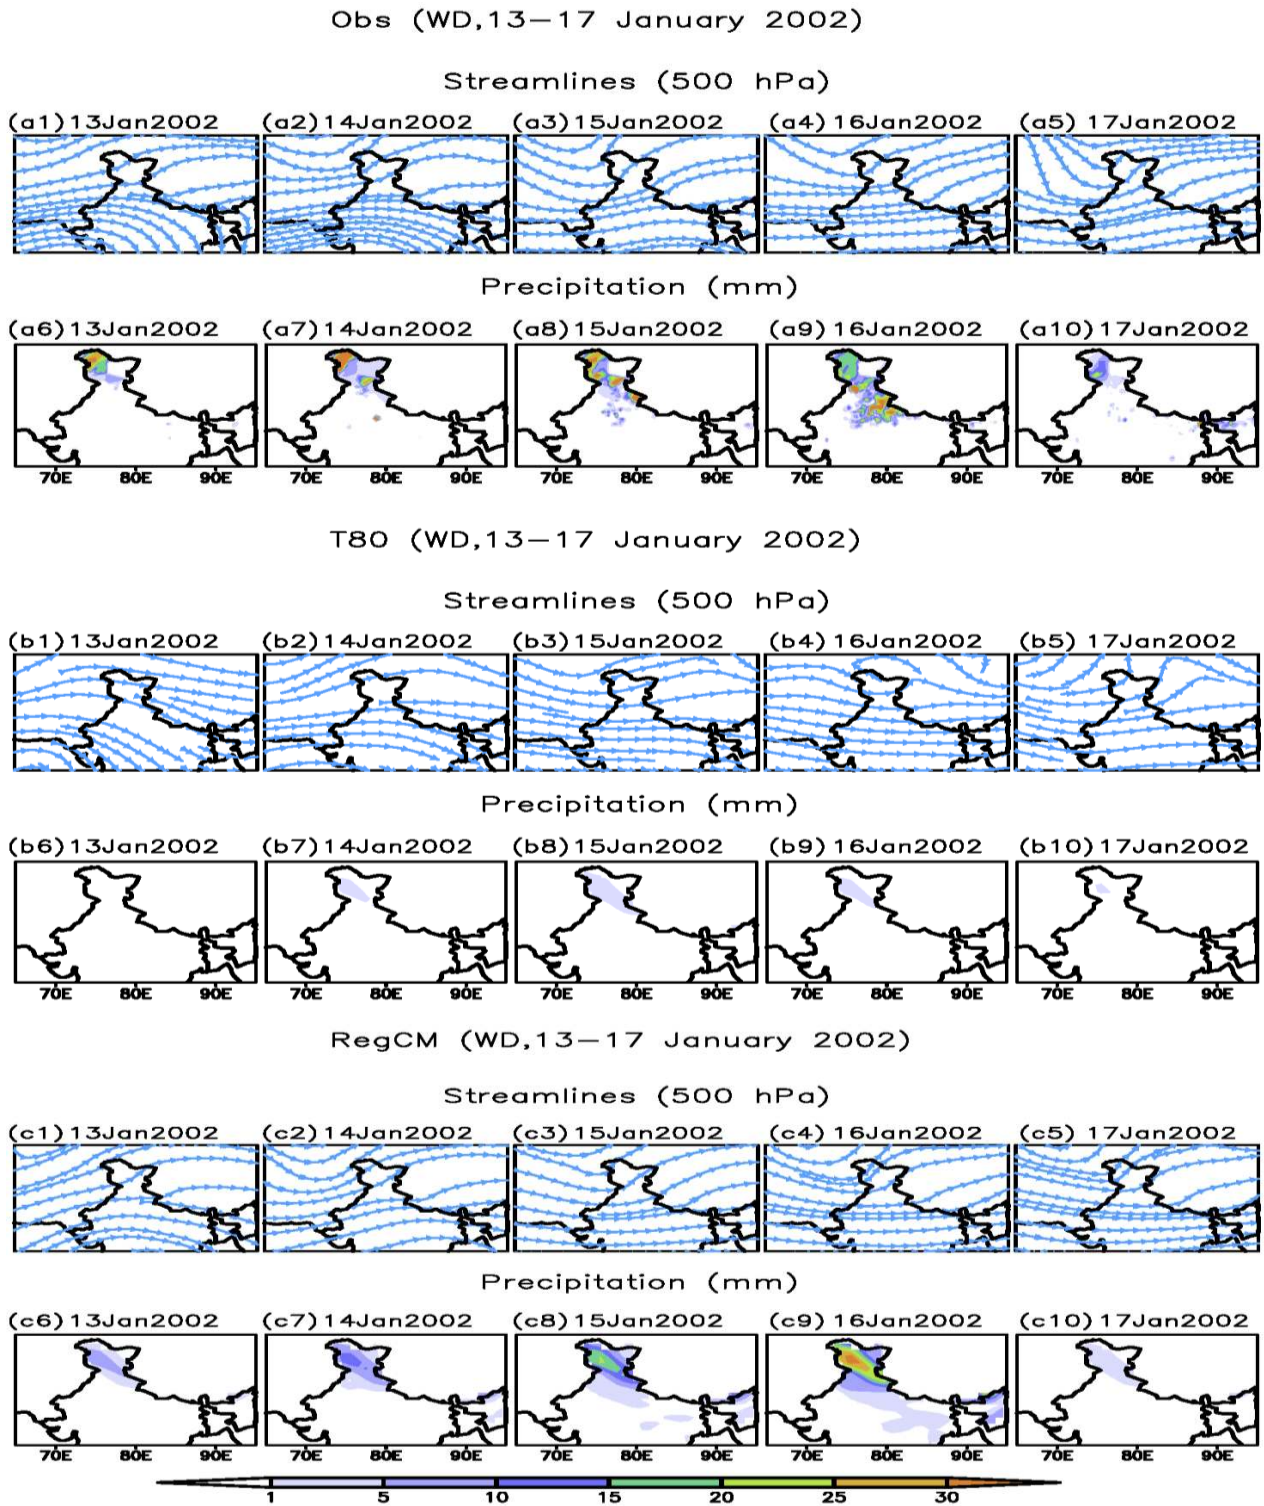 Obs (WD,13–17 January 2002)
Streamlines (500 hPa)
(a1)13Jan2002 (a2)14Jan2002 (a3)15Jan2002 (a4) 16Jan2002 (a5) 17Jan2002
Precipitation (mm)
(a6)13Jan2002 (a7)14Jan2002 (a8)15Jan2002 (a9) 16Jan2002 (a10)17Jan2002
70E 80E 90E 70E 80E 90E 70E 80E 90E 70E 80E 90E 70E 80E 90E
T80 (WD,13–17 January 2002)
Streamlines (500 hPa)
(b1)13Jan2002 (b2)14Jan2002 (b3)15Jan2002 (b4) 16Jan2002 (b5) 17Jan2002
Precipitation (mm)
(b6)13Jan2002 (b7)14Jan2002 (b8)15Jan2002 (b9) 16Jan2002 (b10)17Jan2002
70E 80E 90E 70E 80E 90E 70E 80E 90E 70E 80E 90E 70E 80E 90E
RegCM (WD,13–17 January 2002)
Streamlines (500 hPa)
(c1)13Jan2002 (c2)14Jan2002 (c3)15Jan2002 (c4) 16Jan2002 (c5) 17Jan2002
Precipitation (mm)
(c6)13Jan2002 (c7)14Jan2002 (c8)15Jan2002 (c9) 16Jan2002 (c10)17Jan2002
70E 80E 90E 70E 80E 90E 70E 80E 90E 70E 80E 90E 70E 80E 90E
1 5 10 15 20 25 30